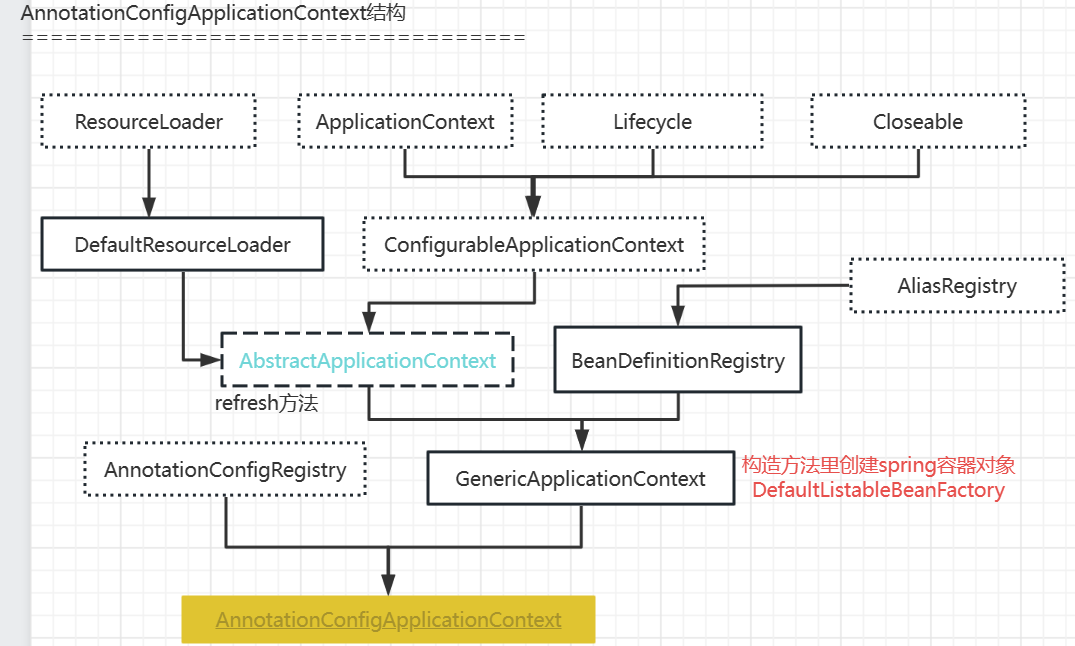 AnnotationConfigApplicationContext结构
===================================
ResourceLoader
ApplicationContext
Lifecycle
Closeable
DefaultResourceLoader
ConfigurableApplicationContext
AliasRegistry
AbstractApplicationContext
BeanDefinitionRegistry
refresh方法
AnnotationConfigRegistry
GenericApplicationContext
构造方法里创建spring容器对象
DefaultListableBeanFactory
AnnotationConfigApplicationContext